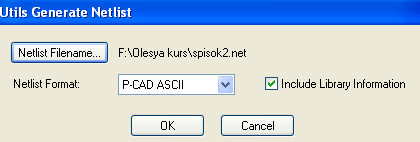 Utils Generate Netlist
Netlist Filename... F:\Olesya kurs\spisok2.net
Netlist Format: P-CAD ASCII Include Library Information
OK Cancel